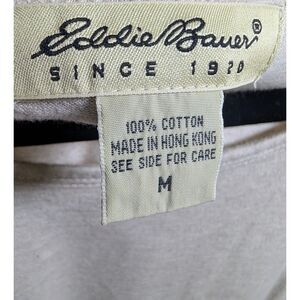 Eddie Bauer®
SINCE 1920
100% COTTON
MADE IN HONG KONG
SEE SIDE FOR CARE
M